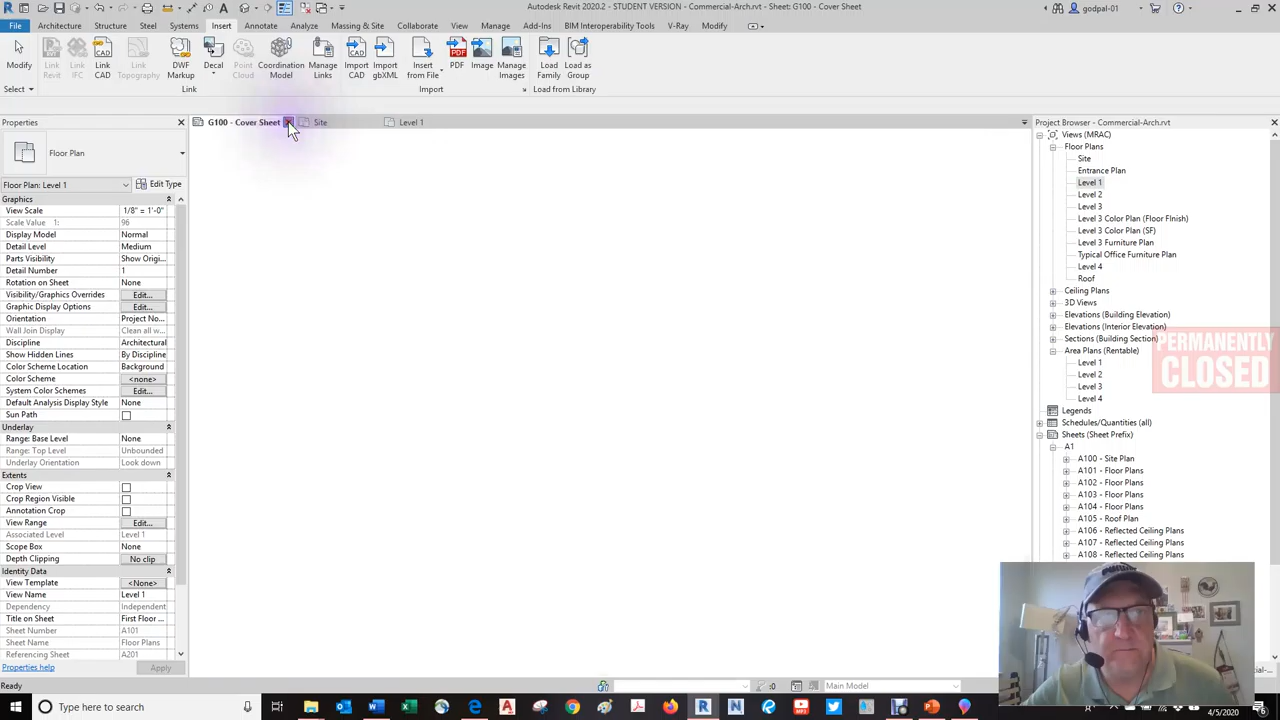 Autodesk Revit 2020.2 - STUDENT VERSION - Commercial-Arch.rvt - Sheet: G100 - Cover Sheet
godpal-01
File Architecture Structure Steel Systems Insert Annotate Analyze Massing & Site Collaborate View Manage Add-Ins BIM Interoperability Tools V-Ray Modify
Modify
Link Revit
Link IFC
Link CAD
Link Topography
DWF Markup
Decal
Point Cloud
Coordination Model
Manage Links
Import CAD
Import gbXML
Insert from File
PDF
Image
Manage Images
Load Family
Load as Group
Select Link Import Load from Library
Properties
G100 - Cover Sheet Site Level 1
Project Browser - Commercial-Arch.rvt
Floor Plan
Floor Plan: Level 1 Edit Type
Graphics
View Scale 1/8" = 1'-0"
Scale Value 1: 96
Display Model Normal
Detail Level Medium
Parts Visibility Show Origi...
Detail Number 1
Rotation on Sheet None
Visibility/Graphics Overrides Edit...
Graphic Display Options Edit...
Orientation Project No...
Wall Join Display Clean all w...
Discipline Architectural
Show Hidden Lines By Discipline
Color Scheme Location Background
Color Scheme <none>
System Color Schemes Edit...
Default Analysis Display Style None
Sun Path
Underlay
Range: Base Level None
Range: Top Level Unbounded
Underlay Orientation Look down
Extents
Crop View
Crop Region Visible
Annotation Crop
View Range Edit...
Associated Level Level 1
Scope Box None
Depth Clipping No clip
Identity Data
View Template <None>
View Name Level 1
Dependency Independent
Title on Sheet First Floor ...
Sheet Number A101
Sheet Name Floor Plans
Referencing Sheet A201
Properties help Apply
Views (MRAC)
Floor Plans
Site
Entrance Plan
Level 1
Level 2
Level 3
Level 3 Color Plan (Floor FInish)
Level 3 Color Plan (SF)
Level 3 Furniture Plan
Typical Office Furniture Plan
Level 4
Roof
Ceiling Plans
3D Views
Elevations (Building Elevation)
Elevations (Interior Elevation)
Sections (Building Section)
Area Plans (Rentable)
Level 1
Level 2
Level 3
Level 4
PERMANENTLY
CLOSED
Legends
Schedules/Quantities (all)
Sheets (Sheet Prefix)
A1
A100 - Site Plan
A101 - Floor Plans
A102 - Floor Plans
A103 - Floor Plans
A104 - Floor Plans
A105 - Roof Plan
A106 - Reflected Ceiling Plans
A107 - Reflected Ceiling Plans
A108 - Reflected Ceiling Plans
Ready :0 Main Model
Type here to search
4/5/2020